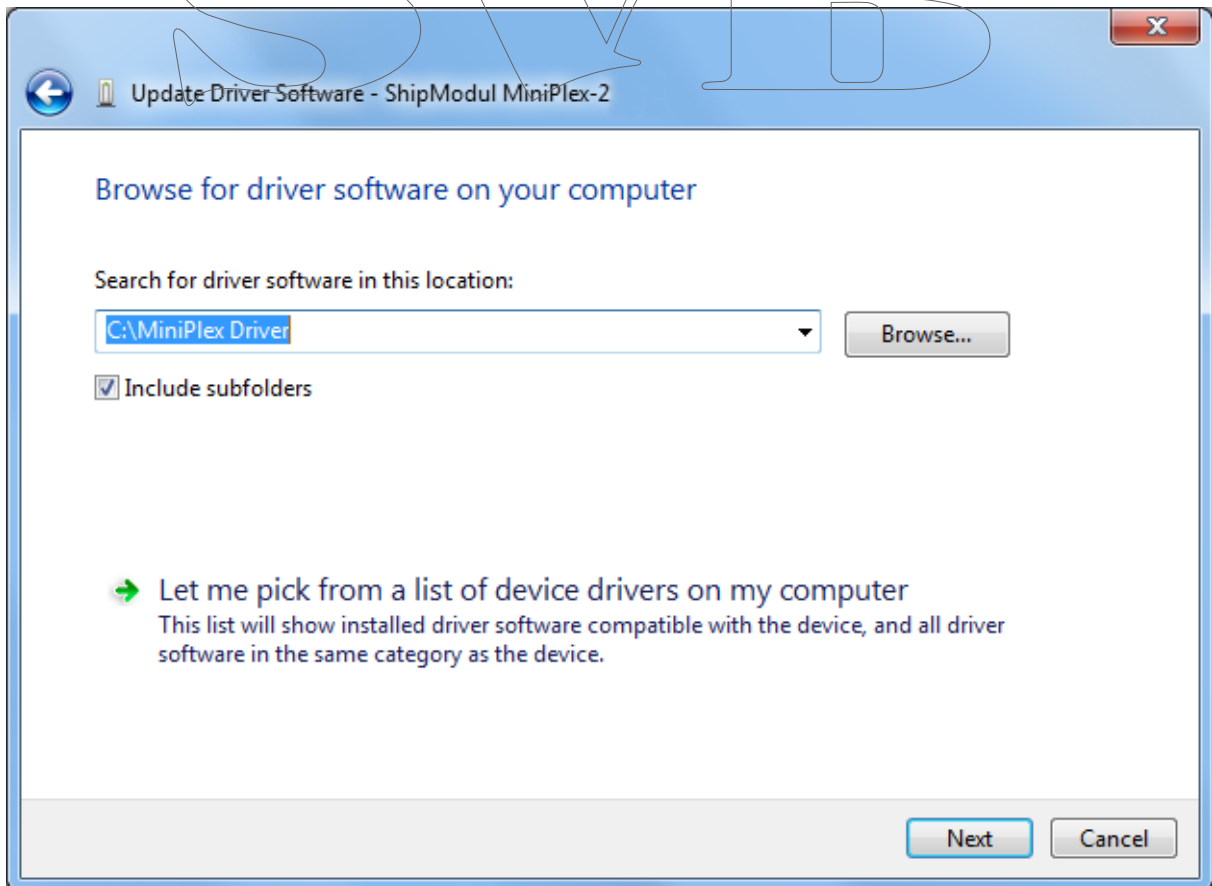 Update Driver Software - ShipModul MiniPlex-2
Browse for driver software on your computer
Search for driver software in this location:
C:\MiniPlex Driver
Browse...
Include subfolders
Let me pick from a list of device drivers on my computer
This list will show installed driver software compatible with the device, and all driver
software in the same category as the device.
Next
Cancel